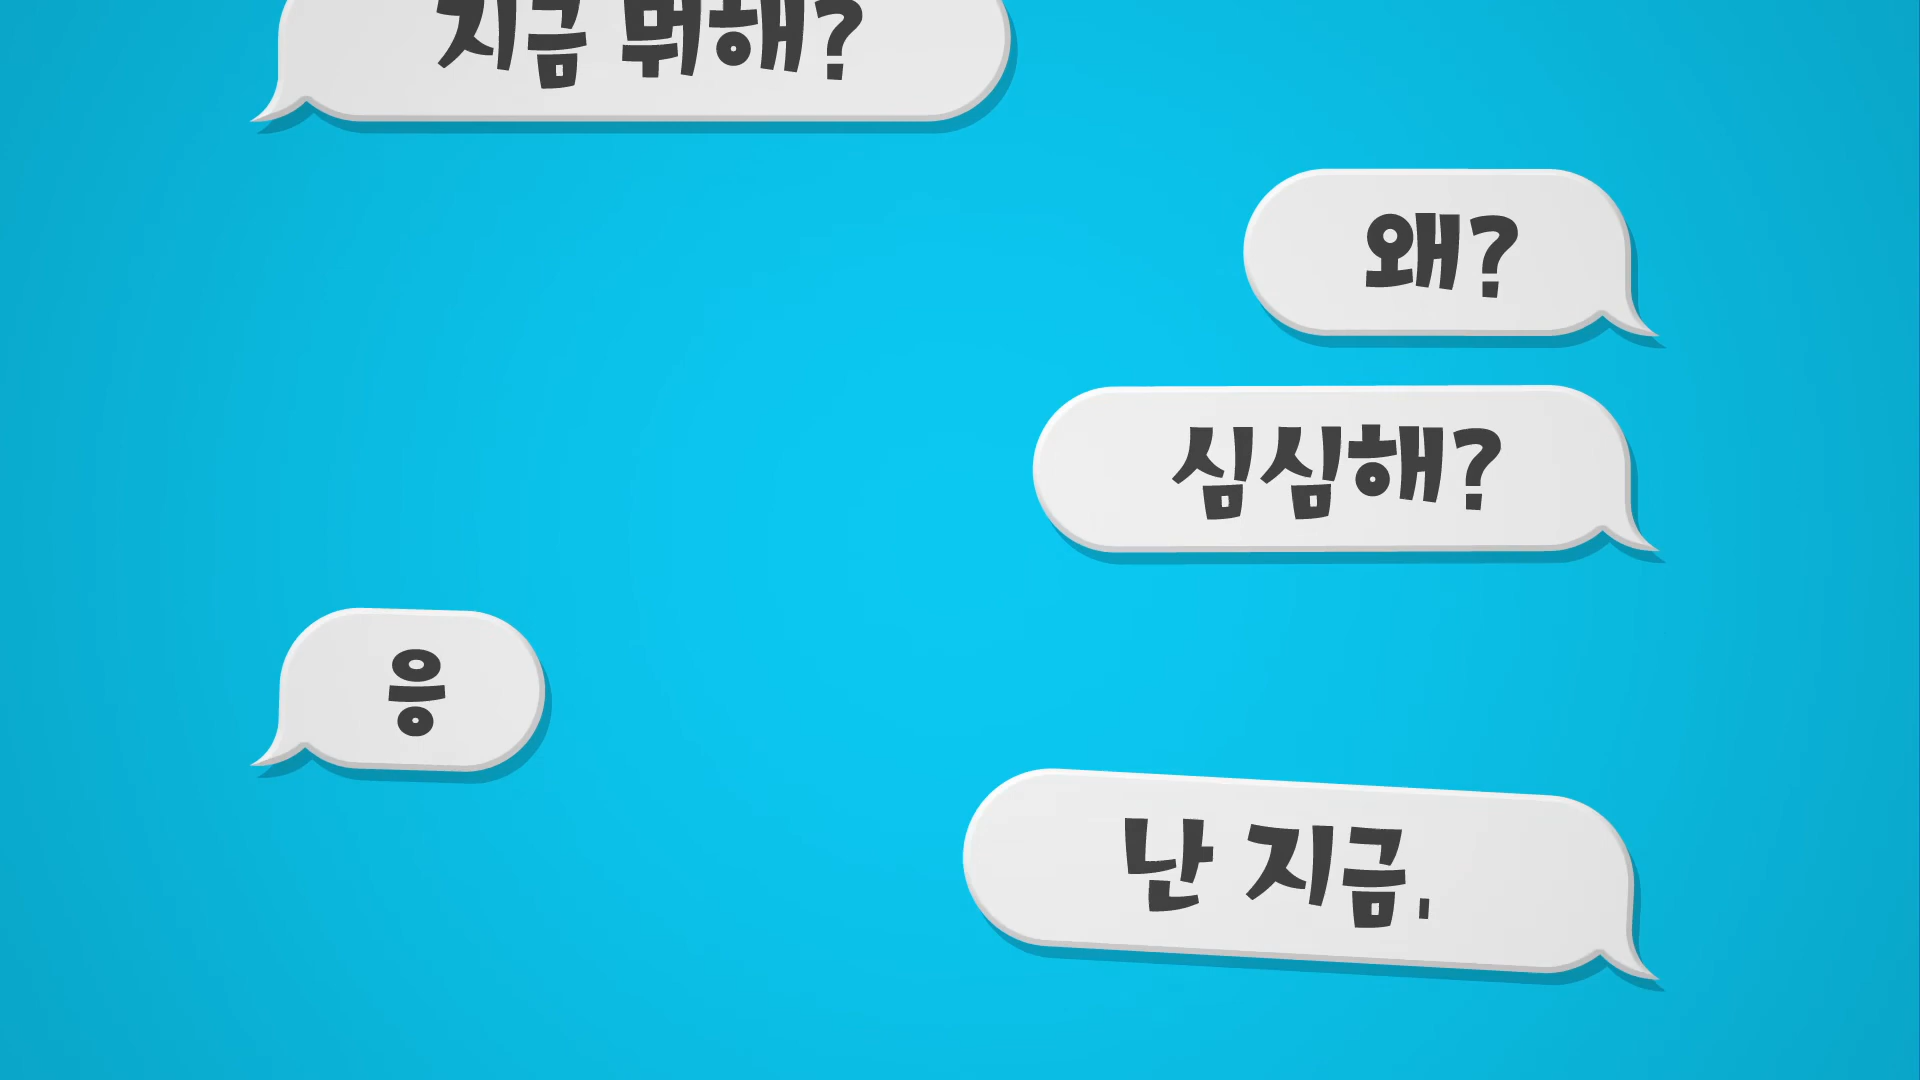 지금 뭐해?
왜?
심심해?
응
난 지금,